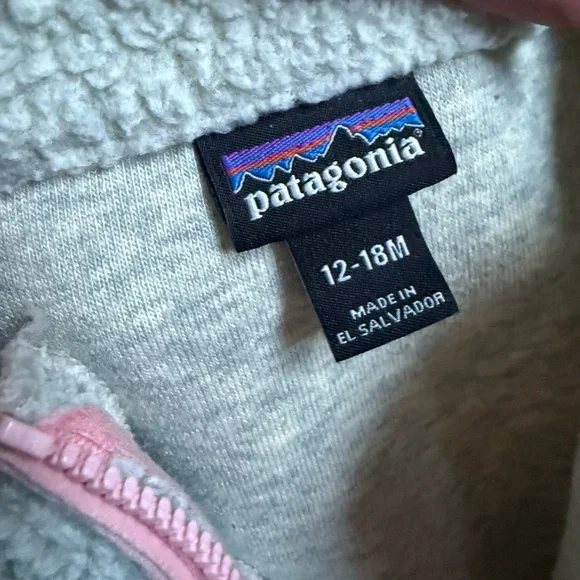 patagonia®
12-18M
MADE IN
EL SALVADOR